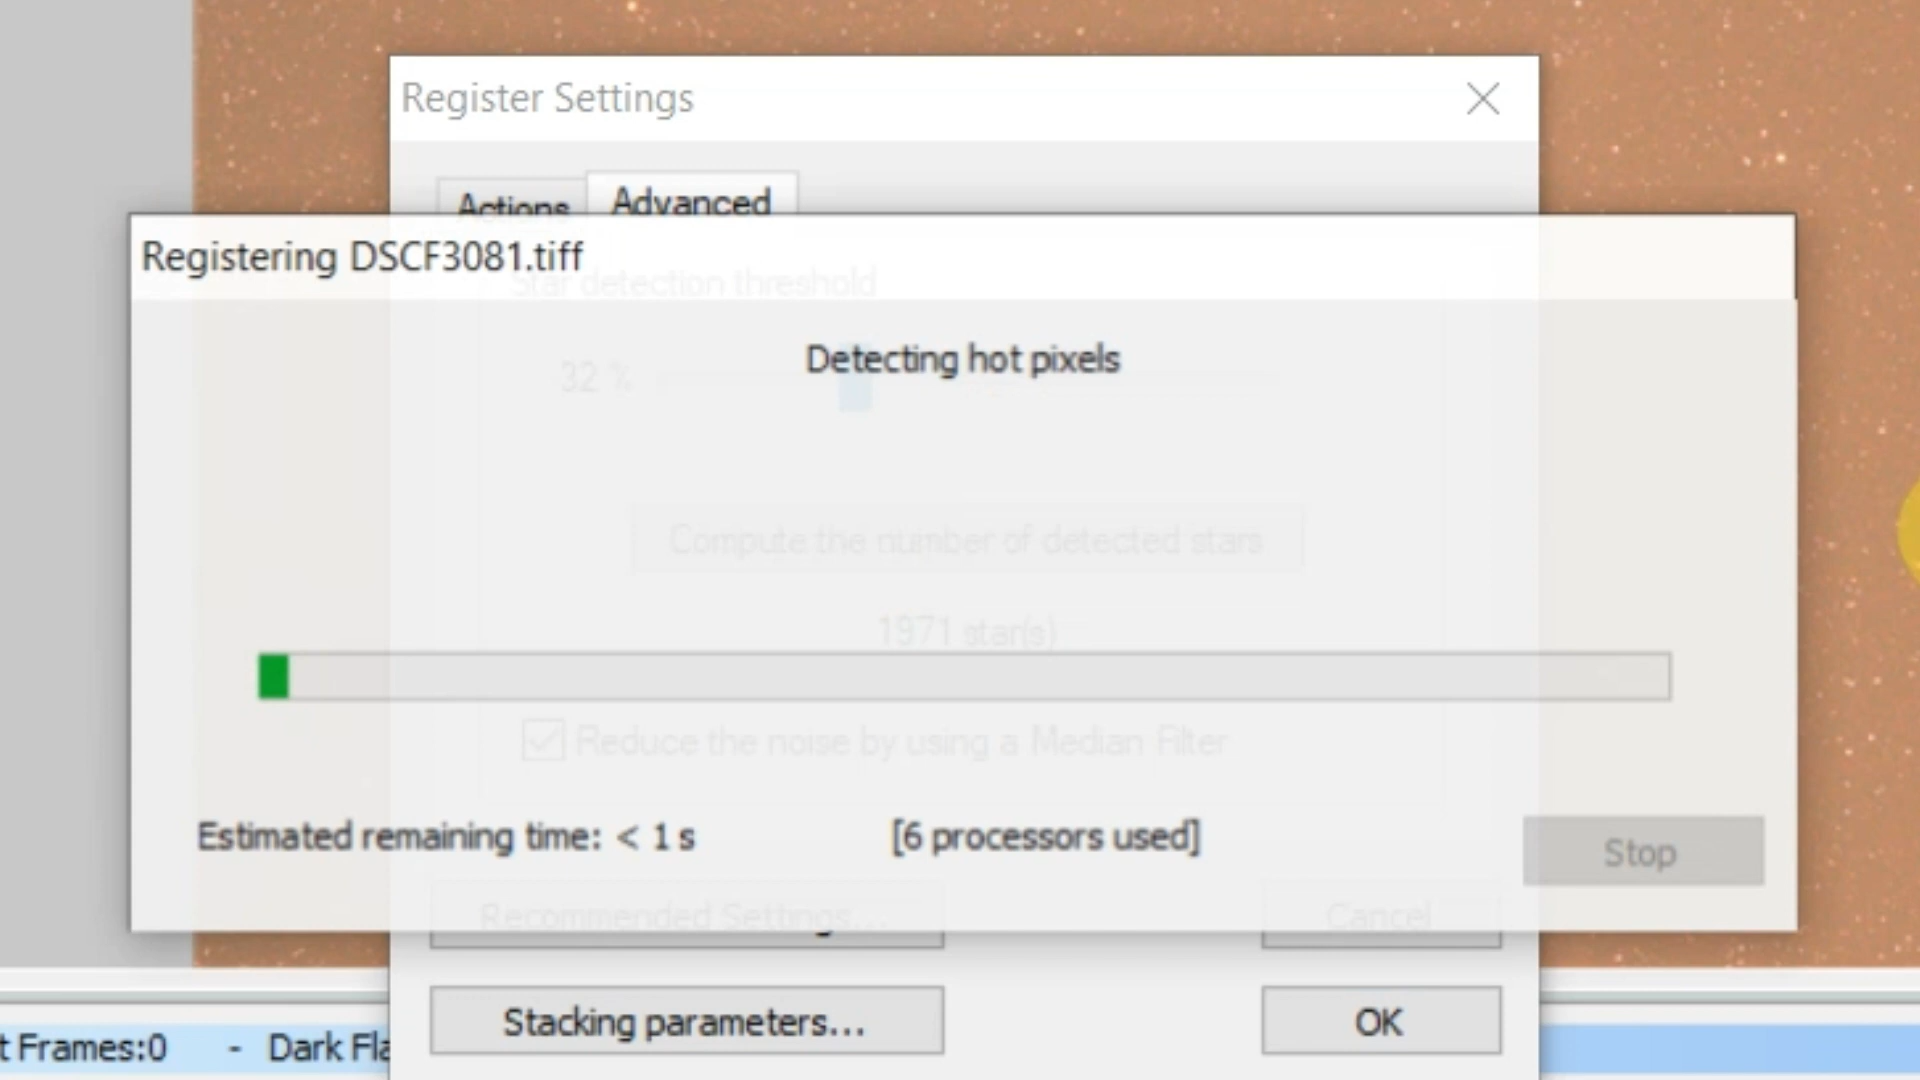 Register Settings
Actions Advanced
Registering DSCF3081.tiff
Star detection threshold
Detecting hot pixels
32 %
Compute the number of detected stars
1971 star(s)
Reduce the noise by using a Median Filter
Estimated remaining time: < 1 s [6 processors used] Stop
Recommended Settings... Cancel
Stacking parameters... OK
t Frames:0 - Dark Fla